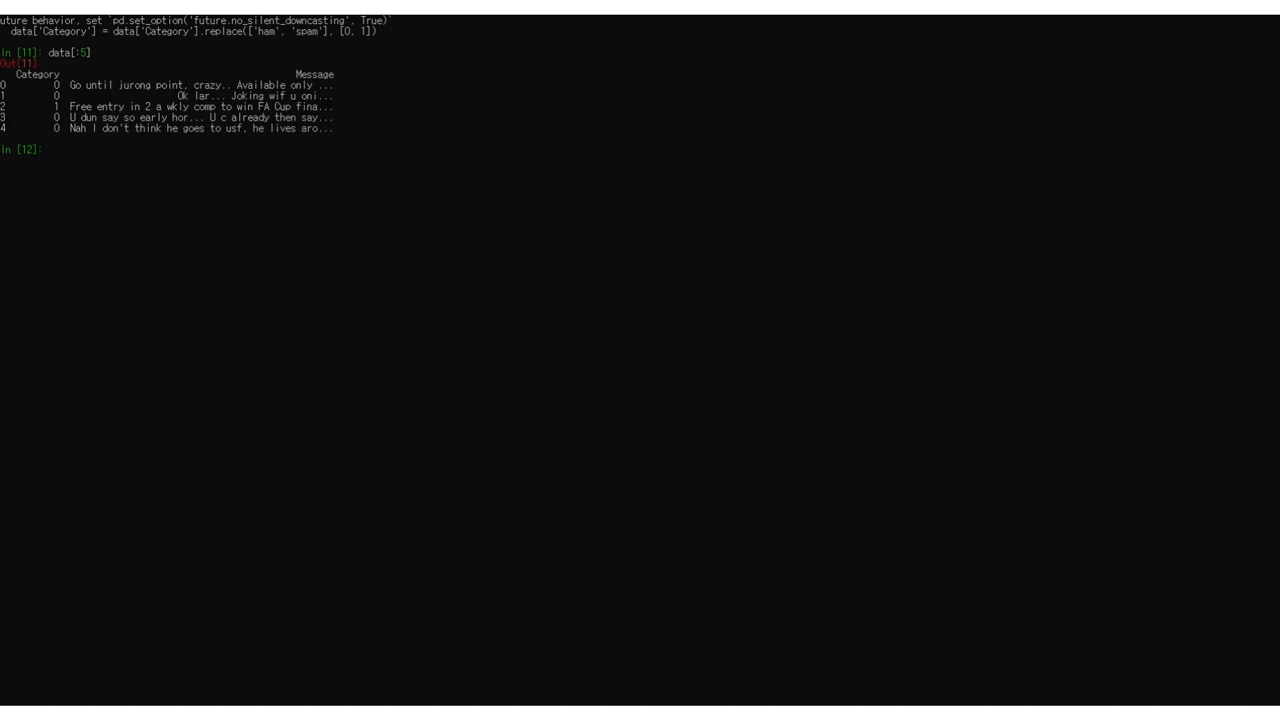 uture behavior, set `pd.set_option('future.no_silent_downcasting', True)`
  data['Category'] = data['Category'].replace(['ham', 'spam'], [0, 1])
In [11]: data[:5]
Out[11]:
   Category                                            Message
0         0  Go until jurong point, crazy.. Available only ...
1         0                      Ok lar... Joking wif u oni...
2         1  Free entry in 2 a wkly comp to win FA Cup fina...
3         0  U dun say so early hor... U c already then say...
4         0  Nah I don't think he goes to usf, he lives aro...
In [12]: